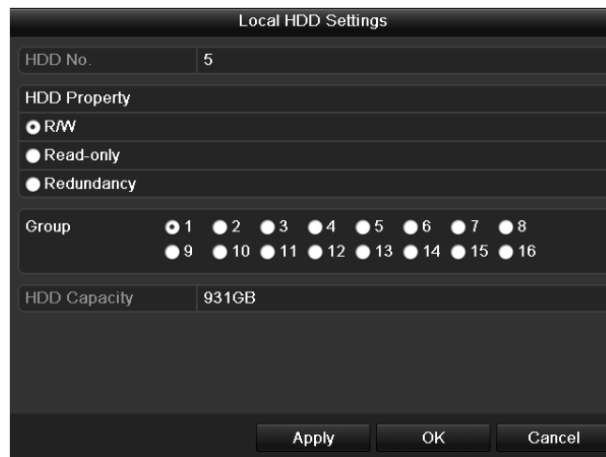 Local HDD Settings
HDD No. 5
HDD Property
R/W
Read-only
Redundancy
Group 1 2 3 4 5 6 7 8
9 10 11 12 13 14 15 16
HDD Capacity 931GB
Apply OK Cancel